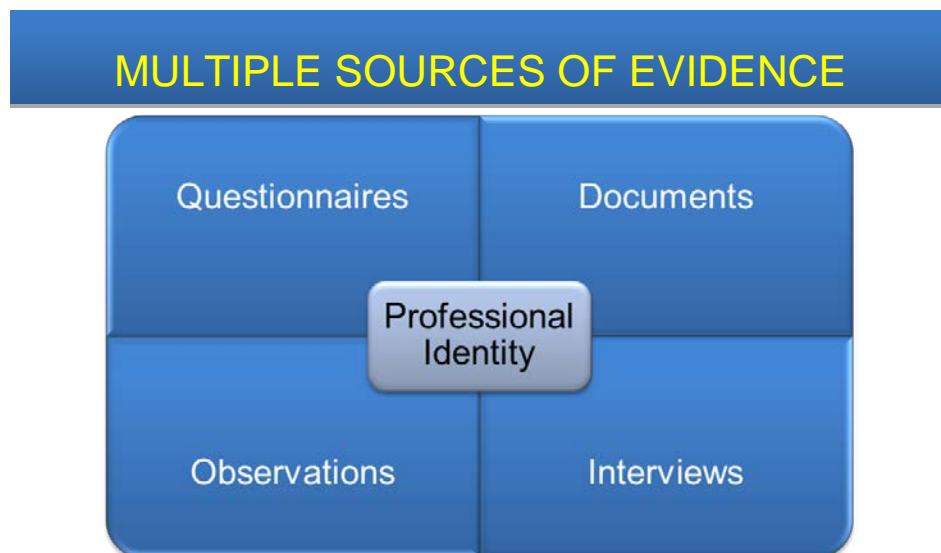 MULTIPLE SOURCES OF EVIDENCE
Questionnaires
Documents
Professional
Identity
Observations
Interviews